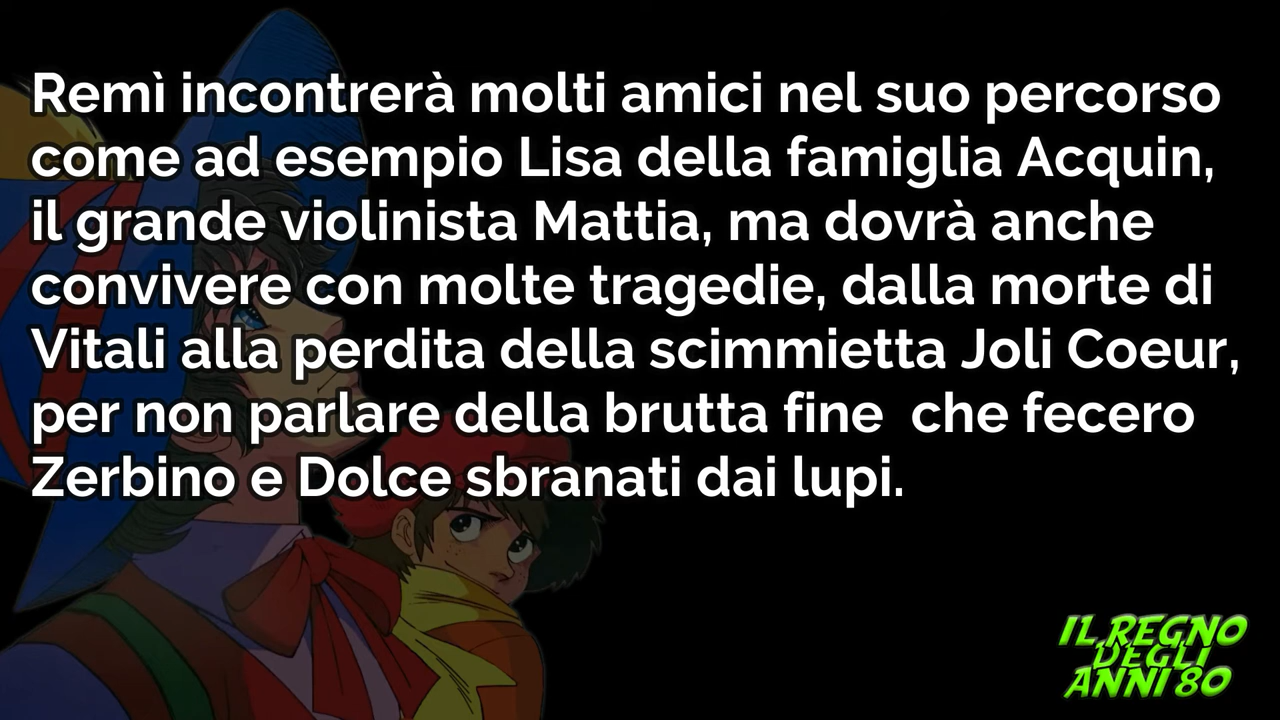 Remì incontrerà molti amici nel suo percorso
come ad esempio Lisa della famiglia Acquin,
il grande violinista Mattia, ma dovrà anche
convivere con molte tragedie, dalla morte di
Vitali alla perdita della scimmietta Joli Coeur,
per non parlare della brutta fine  che fecero
Zerbino e Dolce sbranati dai lupi.
IL REGNO
DEGLI
ANNI 80